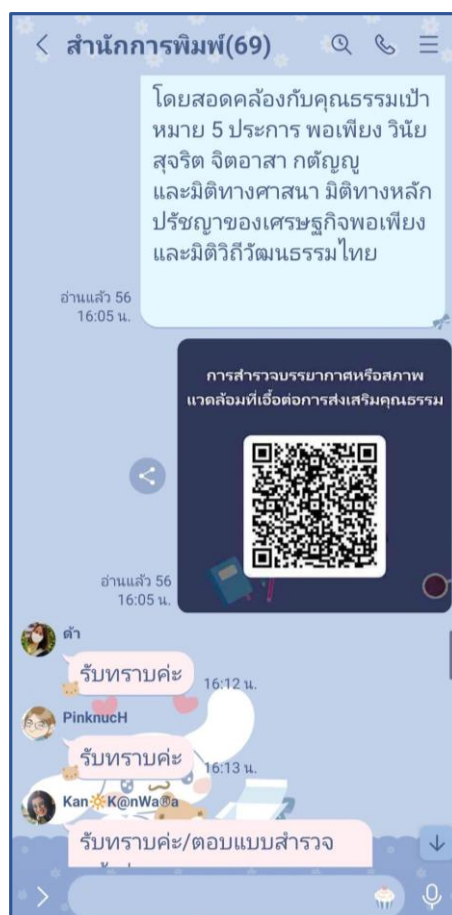 สำนักการพิมพ์(69)
โดยสอดคล้องกับคุณธรรมเป้า
หมาย 5 ประการ พอเพียง วินัย
สุจริต จิตอาสา กตัญญู
และมิติทางศาสนา มิติทางหลัก
ปรัชญาของเศรษฐกิจพอเพียง
และมิติวิถีวัฒนธรรมไทย
อ่านแล้ว 56
16:05 น.
การสำรวจบรรยากาศหรือสภาพ
แวดล้อมที่เอื้อต่อการส่งเสริมคุณธรรม
อ่านแล้ว 56
16:05 น.
ต้า
รับทราบค่ะ
16:12 น.
PinknucH
รับทราบค่ะ
16:13 น.
Kan🔆K@nWa®a
รับทราบค่ะ/ตอบแบบสำรวจ